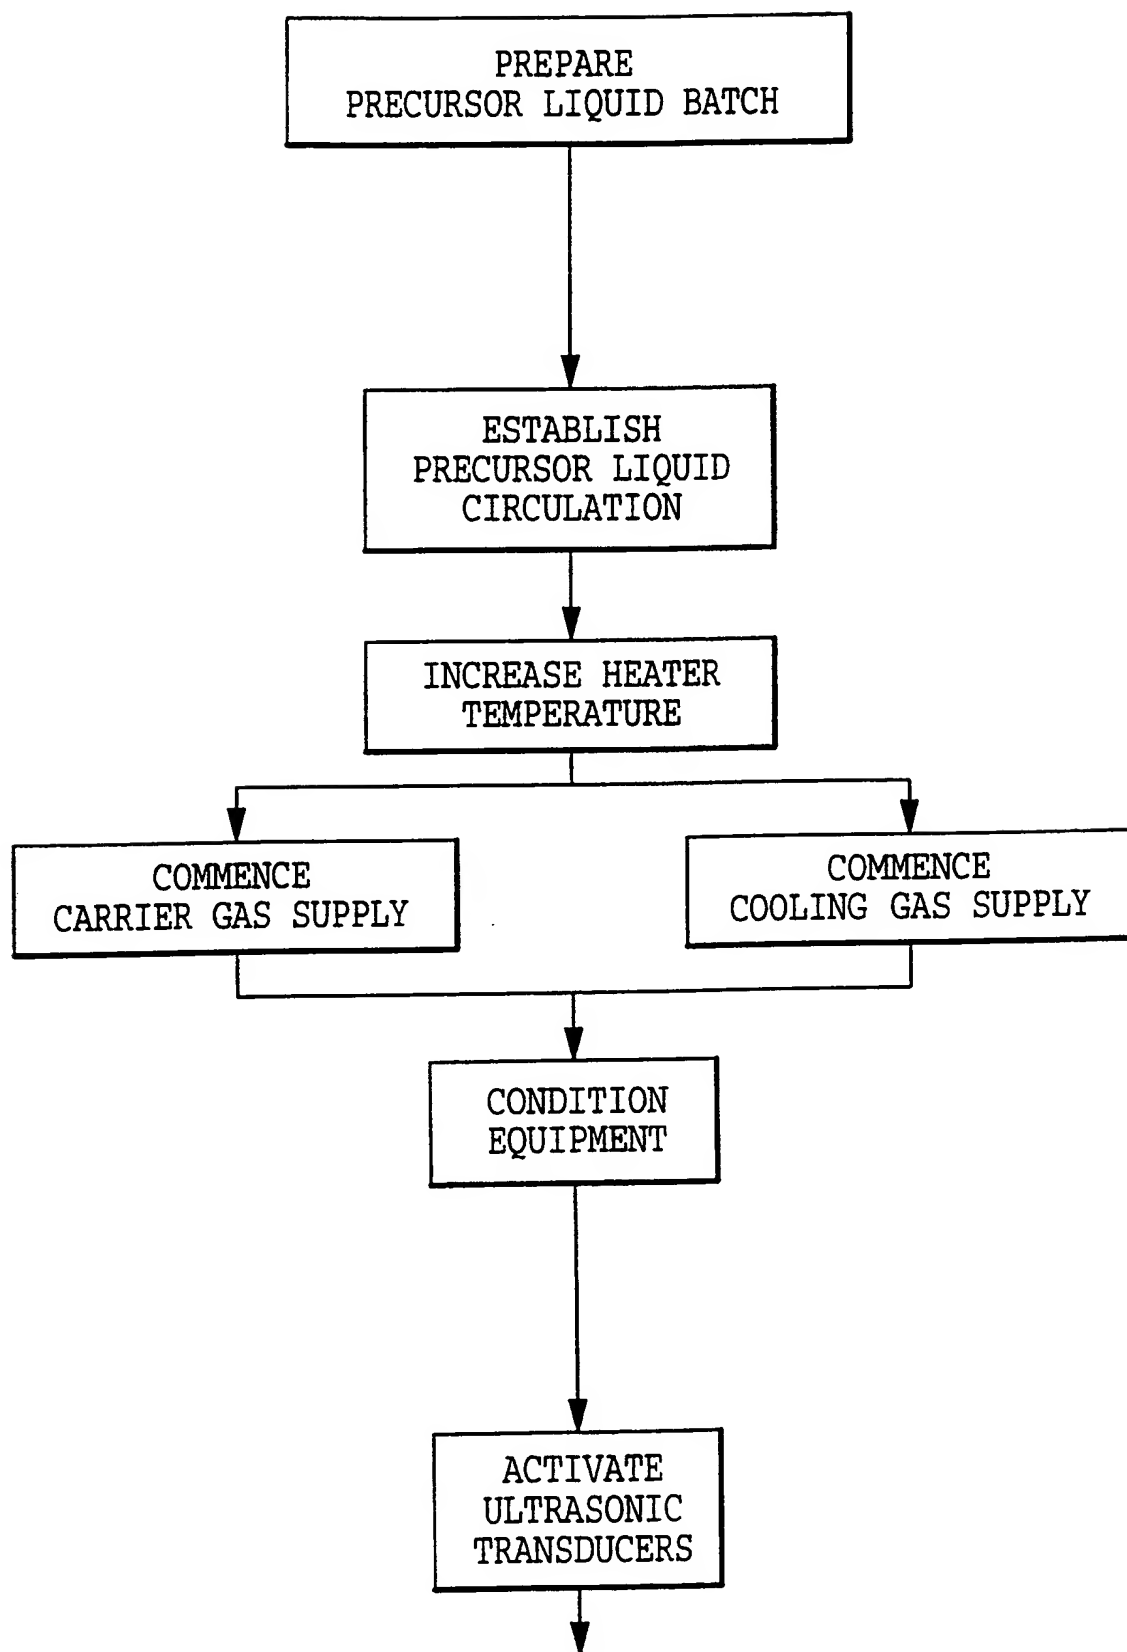 PREPARE
PRECURSOR LIQUID BATCH
ESTABLISH
PRECURSOR LIQUID
CIRCULATION
INCREASE HEATER
TEMPERATURE
COMMENCE
CARRIER GAS SUPPLY
COMMENCE
COOLING GAS SUPPLY
CONDITION
EQUIPMENT
ACTIVATE
ULTRASONIC
TRANSDUCERS